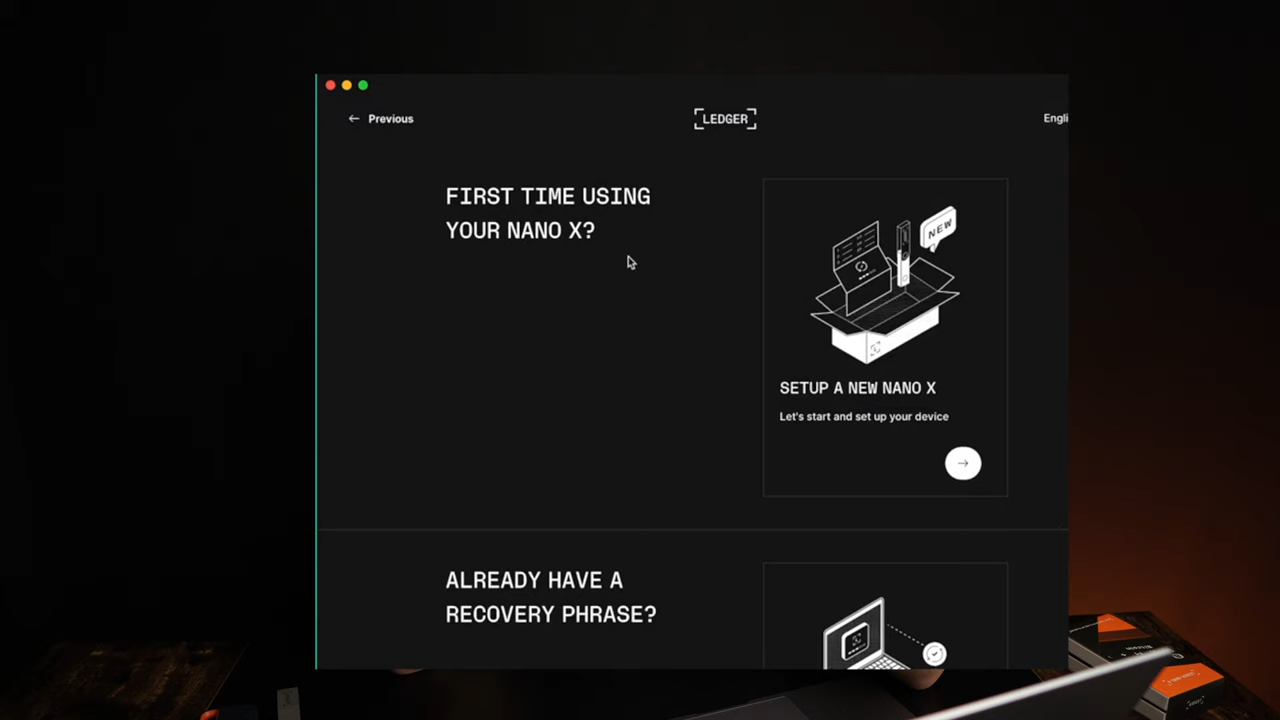 Previous
LEDGER
Engli
FIRST TIME USING
YOUR NANO X?
NEW
SETUP A NEW NANO X
Let's start and set up your device
ALREADY HAVE A
RECOVERY PHRASE?